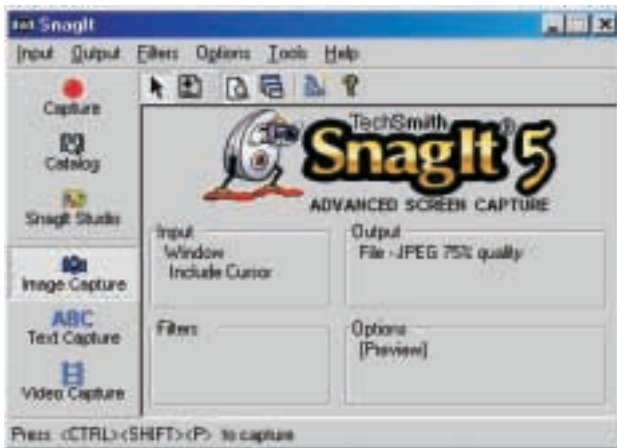 SnagIt
Input Output Filters Options Tools Help
Capture
Catalog
SnagIt Studio
Image Capture
ABC
Text Capture
Video Capture
TechSmith®
SnagIt 5
ADVANCED SCREEN CAPTURE
Input
Window
Include Cursor
Output
File - JPEG 75% quality
Filters
Options
[Preview]
Press <CTRL><SHIFT><P> to capture